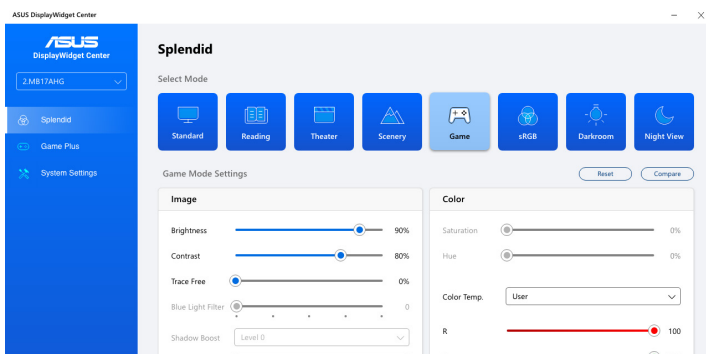 ASUS DisplayWidget Center
ASUS
DisplayWidget Center
2.MB17AHG
Splendid
Game Plus
System Settings
Splendid
Select Mode
Standard
Reading
Theater
Scenery
Game
sRGB
Darkroom
Night View
Game Mode Settings
Reset
Compare
Image
Brightness 90%
Contrast 80%
Trace Free 0%
Blue Light Filter 0
Shadow Boost Level 0
Color
Saturation 0%
Hue 0%
Color Temp. User
R 100